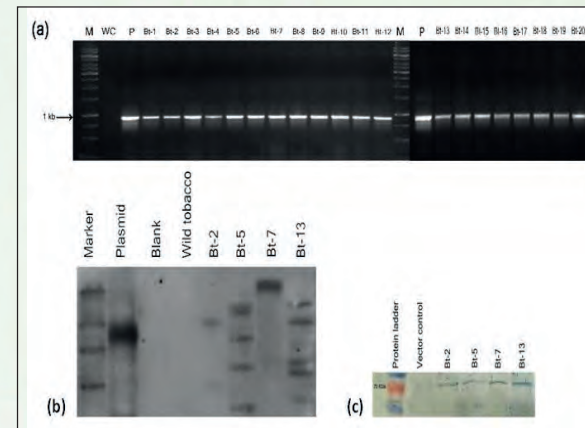 (a)
M WC P Bt-1 Bt-2 Bt-3 Bt-4 Bt-5 Bt-6 Bt-7 Bt-8 Bt-9 Bt-10 Bt-11 Bt-12 M P Bt-13 Bt-14 Bt-15 Bt-16 Bt-17 Bt-18 Bt-19 Bt-20
1 kb
Marker Plasmid Blank Wild tobacco Bt-2 Bt-5 Bt-7 Bt-13
(b)
Protein ladder Vector control Bt-2 Bt-5 Bt-7 Bt-13
(c)